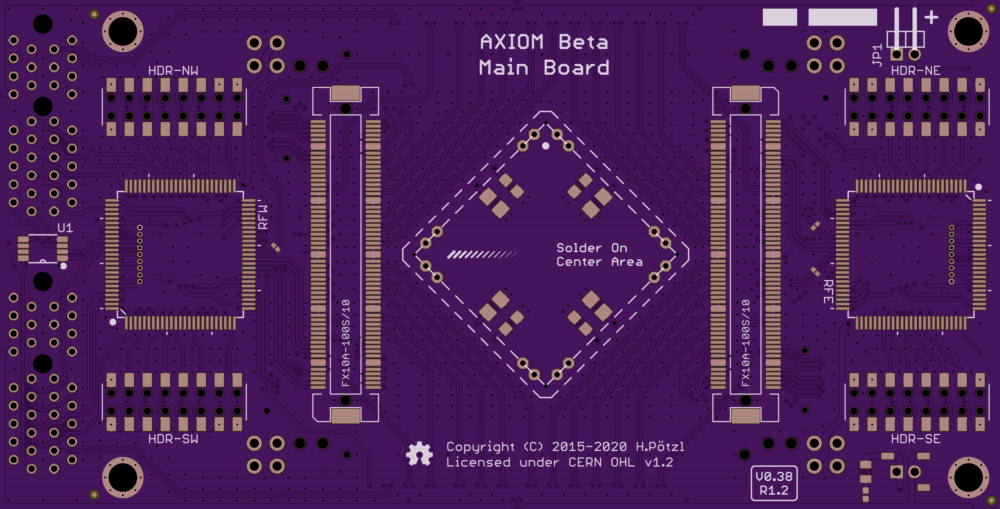 AXIOM Beta
Main Board
JP1
HDR-NW
HDR-NE
U1
RFW
Solder On
Center Area
RFE
FX10A-100S/10
FX10A-100S/10
HDR-SW
HDR-SE
Copyright (C) 2015-2020 H.Pötzl
Licensed under CERN OHL v1.2
V0.38
R1.2